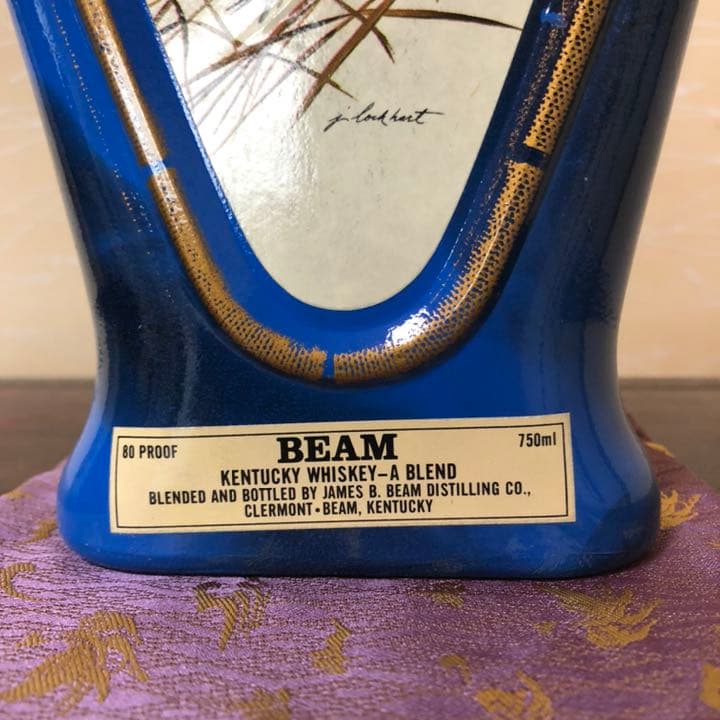 j. lockhart
80 PROOF
BEAM
750ml
KENTUCKY WHISKEY–A BLEND
BLENDED AND BOTTLED BY JAMES B. BEAM DISTILLING CO.,
CLERMONT•BEAM, KENTUCKY